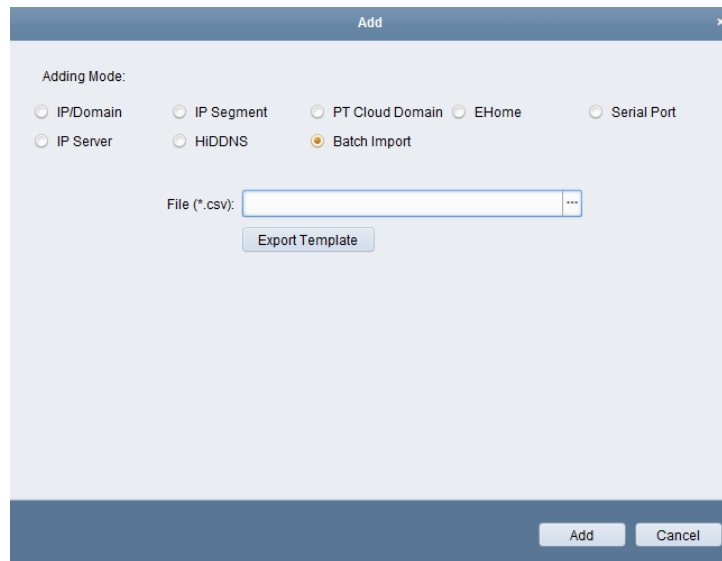 Add
Adding Mode:
IP/Domain IP Segment PT Cloud Domain EHome Serial Port
IP Server HiDDNS Batch Import
File (*.csv): ...
Export Template
Add Cancel